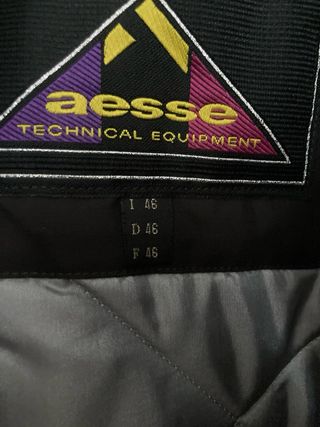 aesse
TECHNICAL EQUIPMENT
I 46
D 46
F 46